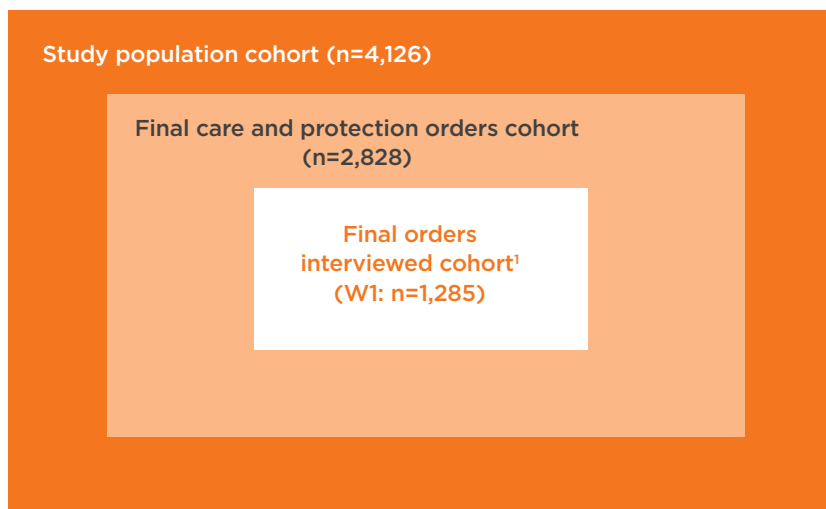 Study population cohort (n=4,126)
Final care and protection orders cohort
(n=2,828)
Final orders
interviewed cohort¹
(W1: n=1,285)